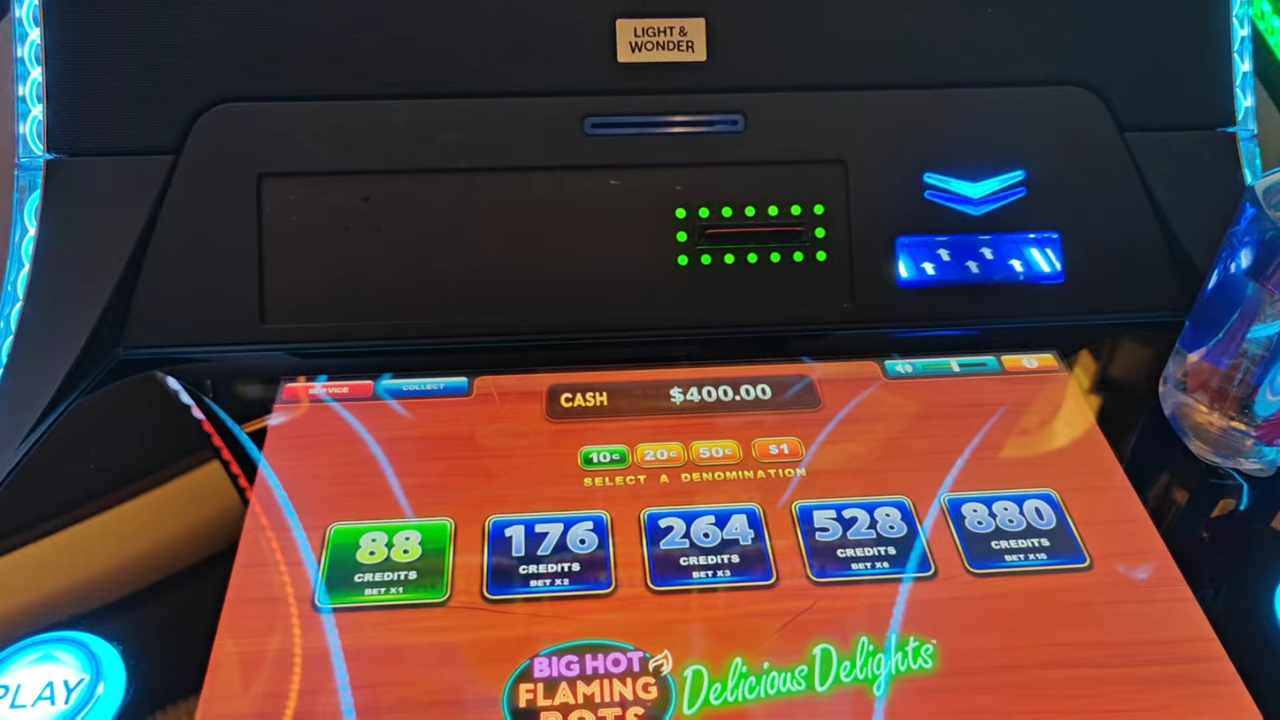 LIGHT &
WONDER
SERVICE
COLLECT
CASH $400.00
10¢ 20¢ 50¢ $1
SELECT A DENOMINATION
88
CREDITS
BET X1
176
CREDITS
BET X2
264
CREDITS
BET X3
528
CREDITS
BET X6
880
CREDITS
BET X10
PLAY
BIG HOT
FLAMING
POTS
Delicious Delights™